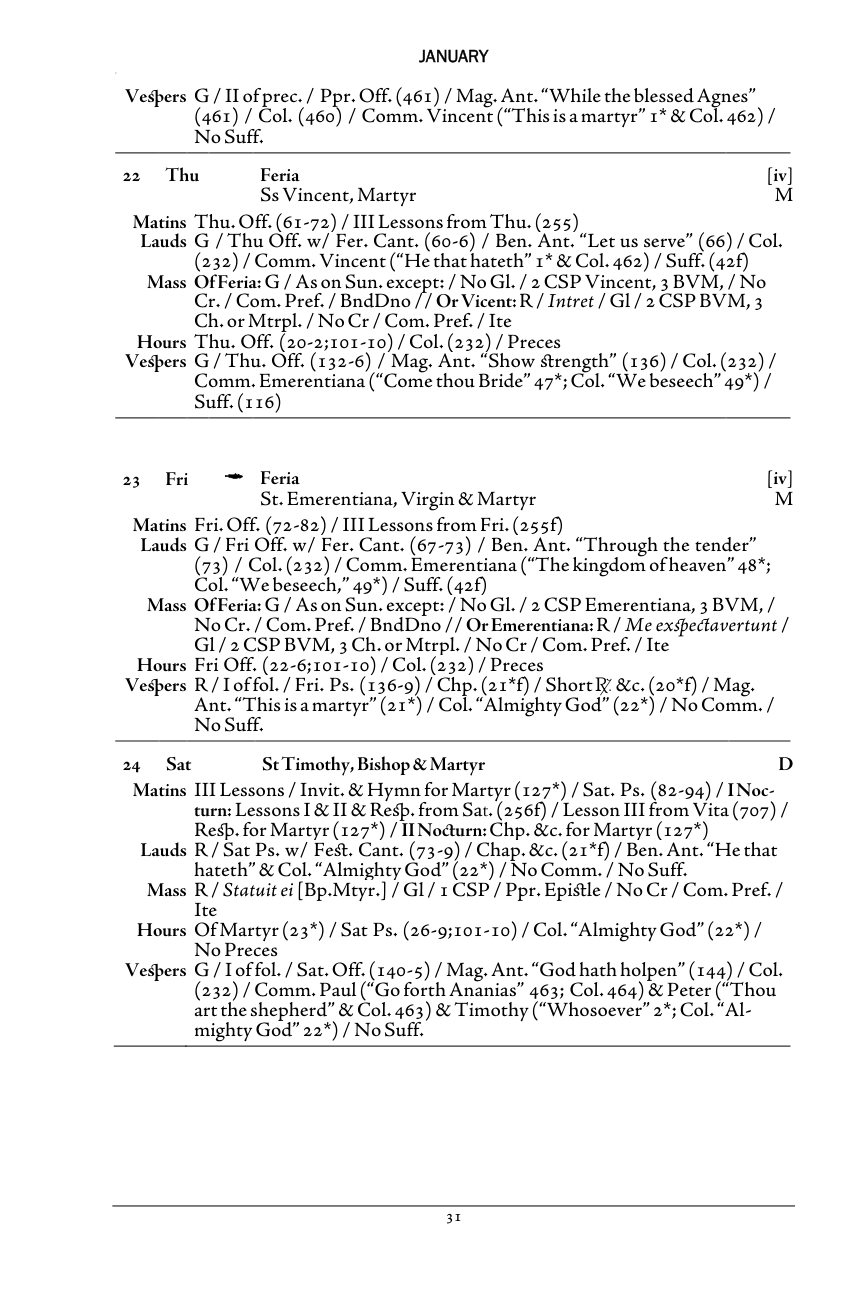 JANUARY
Vespers G / II of prec. / Ppr. Off. (461) / Mag. Ant. “While the blessed Agnes”
(461) / Col. (460) / Comm. Vincent (“This is a martyr” 1* & Col. 462) /
No Suff.
22 Thu Feria [iv]
Ss Vincent, Martyr M
Matins Thu. Off. (61-72) / III Lessons from Thu. (255)
Lauds G / Thu Off. w/ Fer. Cant. (60-6) / Ben. Ant. “Let us serve” (66) / Col.
(232) / Comm. Vincent (“He that hateth” 1* & Col. 462) / Suff. (42f)
Mass Of Feria: G / As on Sun. except: / No Gl. / 2 CSP Vincent, 3 BVM, / No
Cr. / Com. Pref. / BndDno // Or Vicent: R / Intret / Gl / 2 CSP BVM, 3
Ch. or Mtrpl. / No Cr / Com. Pref. / Ite
Hours Thu. Off. (20-2;101-10) / Col. (232) / Preces
Vespers G / Thu. Off. (132-6) / Mag. Ant. “Show strength” (136) / Col. (232) /
Comm. Emerentiana (“Come thou Bride” 47*; Col. “We beseech” 49*) /
Suff. (116)
23 Fri Feria [iv]
St. Emerentiana, Virgin & Martyr M
Matins Fri. Off. (72-82) / III Lessons from Fri. (255f)
Lauds G / Fri Off. w/ Fer. Cant. (67-73) / Ben. Ant. “Through the tender”
(73) / Col. (232) / Comm. Emerentiana (“The kingdom of heaven” 48*;
Col. “We beseech,” 49*) / Suff. (42f)
Mass Of Feria: G / As on Sun. except: / No Gl. / 2 CSP Emerentiana, 3 BVM, /
No Cr. / Com. Pref. / BndDno // Or Emerentiana: R / Me exspectavertunt /
Gl / 2 CSP BVM, 3 Ch. or Mtrpl. / No Cr / Com. Pref. / Ite
Hours Fri Off. (22-6;101-10) / Col. (232) / Preces
Vespers R / I of fol. / Fri. Ps. (136-9) / Chp. (21*f) / Short ℟. &c. (20*f) / Mag.
Ant. “This is a martyr” (21*) / Col. “Almighty God” (22*) / No Comm. /
No Suff.
24 Sat St Timothy, Bishop & Martyr D
Matins III Lessons / Invit. & Hymn for Martyr (127*) / Sat. Ps. (82-94) / I Noc-
turn: Lessons I & II & Resp. from Sat. (256f) / Lesson III from Vita (707) /
Resp. for Martyr (127*) / II Nocturn: Chp. &c. for Martyr (127*)
Lauds R / Sat Ps. w/ Fest. Cant. (73-9) / Chap. &c. (21*f) / Ben. Ant. “He that
hateth” & Col. “Almighty God” (22*) / No Comm. / No Suff.
Mass R / Statuit ei [Bp.Mtyr.] / Gl / 1 CSP / Ppr. Epistle / No Cr / Com. Pref. /
Ite
Hours Of Martyr (23*) / Sat Ps. (26-9;101-10) / Col. “Almighty God” (22*) /
No Preces
Vespers G / I of fol. / Sat. Off. (140-5) / Mag. Ant. “God hath holpen” (144) / Col.
(232) / Comm. Paul (“Go forth Ananias” 463; Col. 464) & Peter (“Thou
art the shepherd” & Col. 463) & Timothy (“Whosoever” 2*; Col. “Al-
mighty God” 22*) / No Suff.
31